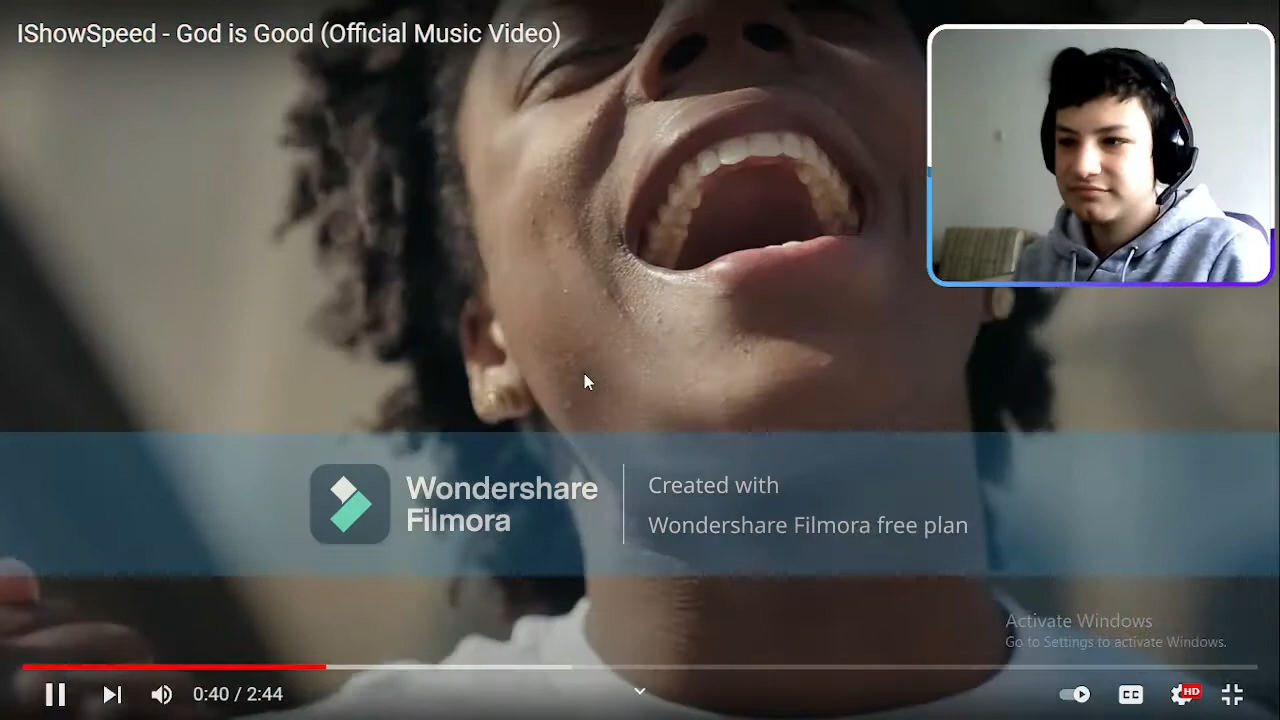 IShowSpeed - God is Good (Official Music Video)
Wondershare
Filmora
Created with
Wondershare Filmora free plan
Activate Windows
Go to Settings to activate Windows.
0:40 / 2:44
CC
HD